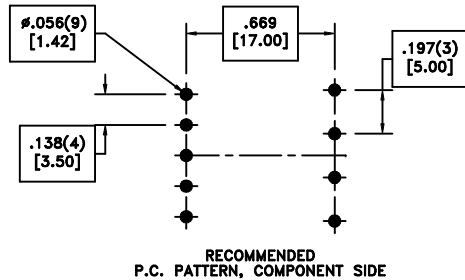 ø.056(9)
[1.42]
.669
[17.00]
.197(3)
[5.00]
.138(4)
[3.50]
RECOMMENDED
P.C. PATTERN, COMPONENT SIDE